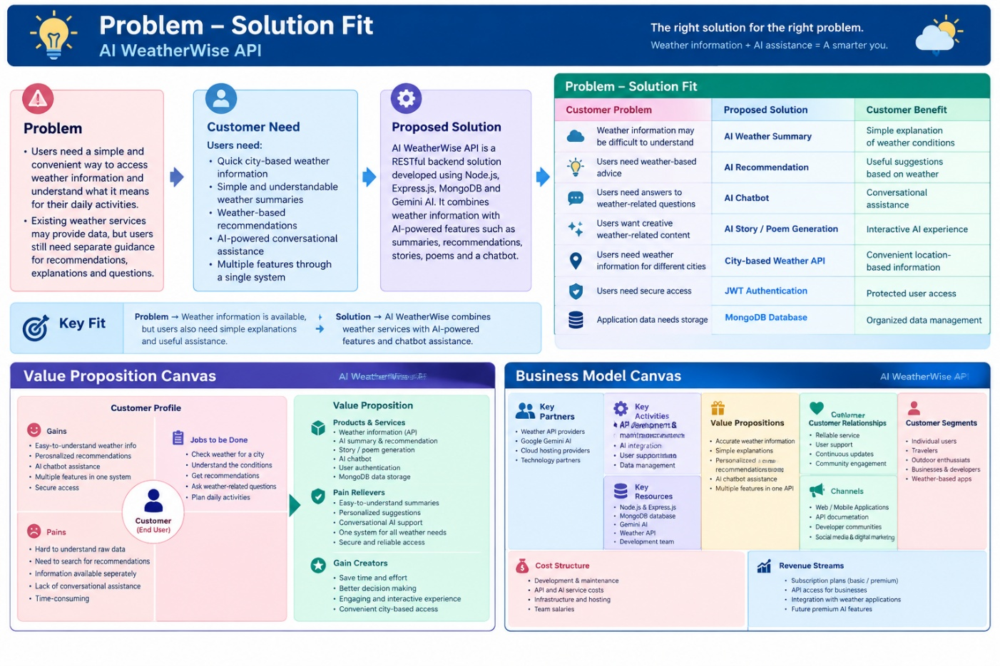 Problem – Solution Fit
AI WeatherWise API
The right solution for the right problem.
Weather information + AI assistance = A smarter you.
Problem
• Users need a simple and
convenient way to access
weather information and
understand what it means
for their daily activities.
• Existing weather services
may provide data, but users
still need separate guidance
for recommendations,
explanations and questions.
Customer Need
Users need:
• Quick city-based weather
information
• Simple and understandable
weather summaries
• Weather-based
recommendations
• AI-powered conversational
assistance
• Multiple features through
a single system
Proposed Solution
AI WeatherWise API is a
RESTful backend solution
developed using Node.js,
Express.js, MongoDB and
Gemini AI. It combines
weather information with
AI-powered features such as
summaries, recommendations,
stories, poems and a chatbot.
Problem – Solution Fit
Customer Problem
Proposed Solution
Customer Benefit
Weather information may
be difficult to understand
AI Weather Summary
Simple explanation
of weather conditions
Users need weather-based
advice
AI Recommendation
Useful suggestions
based on weather
Users need answers to
weather-related questions
AI Chatbot
Conversational
assistance
Users want creative
weather-related content
AI Story / Poem Generation
Interactive AI experience
Users need weather
information for different cities
City-based Weather API
Convenient location-
based information
Users need secure access
JWT Authentication
Protected user access
Application data needs storage
MongoDB Database
Organized data management
Key Fit
Problem → Weather information is available,
but users also need simple explanations
and useful assistance.
Solution → AI WeatherWise combines
weather services with AI-powered
features and chatbot assistance.
Value Proposition Canvas
AI
Customer Profile
Gains
• Easy-to-understand weather info
• Personalized recommendations
• AI chatbot assistance
• Multiple features in one system
• Secure access
Jobs to be Done
• Check weather for a city
• Understand the conditions
• Get recommendations
• Ask weather-related questions
• Plan daily activities
Customer
(End User)
Pains
• Hard to understand raw data
• Need to search for recommendations
• Information available seperately
• Lack of conversational assistance
• Time-consuming
Value Proposition
Products & Services
• Weather information (API
• AI summary & recommendation
• Story / poem generation
• AI chatbot
• User authentication
• MongoDB data storage
Pain Relievers
• Easy-to-understand summaries
• Personalized suggestions
• Conversational AI support
• One system for all weather needs
• Secure and reliable access
Gain Creators
• Save time and effort
• Better decision making
• Engaging and interactive experience
• Convenient city-based access
Business Model Canvas
AI WeatherWise API
Key
Partners
• Weather API providers
• Google Gemini AI
• Cloud hosting providers
• Technology partners
Key
Activities
• API &
• AI integration
• User
• Data management
Key
Resources
• Node.js & Express.js
• MongoDB database
• Gemini AI
• Weather API
• Development team
Value Propositions
• Accurate weather information
• Simple explanations
• Personalized
• AI chatbot assistance
• Multiple features in one API
Customer Relationships
• Reliable service
• User support
• Continuous updates
• Community engagement
Channels
• Web / Mobile Applications
• API documetation
• Developer communities
• Social media & digital marketing
Customer Segments
• Individual users
• Travelers
• Outdoor enthussiats
• Businesses & developers
• Weather-based apps
Cost Structure
• Development & maintenance
• API and AI service costs
• Infrastructure and hosting
• Team salaries
Revenue Streams
• Subscription plans (basic / premium)
• API access for businesses
• Integration with weather applications
• Future premium AI features